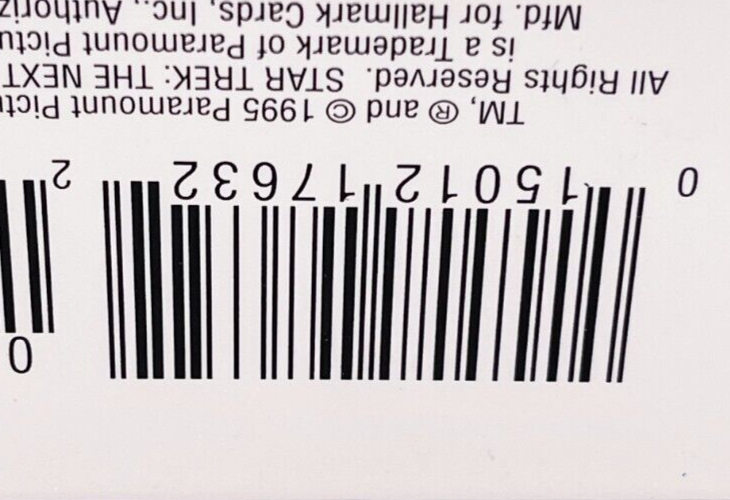 0
0 15012 17632 2
TM, ® and © 1995 Paramount Pictu
All Rights Reserved. STAR TREK: THE NEXT
is a Trademark of Paramount Pictu
Mfd. for Hallmark Cards, Inc., Authoriz